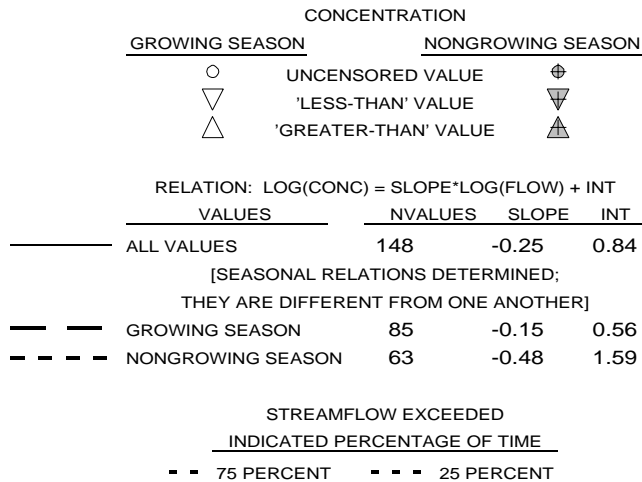 CONCENTRATION
GROWING SEASON NONGROWING SEASON
UNCENSORED VALUE
'LESS-THAN' VALUE
'GREATER-THAN' VALUE
RELATION: LOG(CONC) = SLOPE*LOG(FLOW) + INT
VALUES NVALUES SLOPE INT
ALL VALUES 148 -0.25 0.84
[SEASONAL RELATIONS DETERMINED;
THEY ARE DIFFERENT FROM ONE ANOTHER]
GROWING SEASON 85 -0.15 0.56
NONGROWING SEASON 63 -0.48 1.59
STREAMFLOW EXCEEDED
INDICATED PERCENTAGE OF TIME
75 PERCENT 25 PERCENT